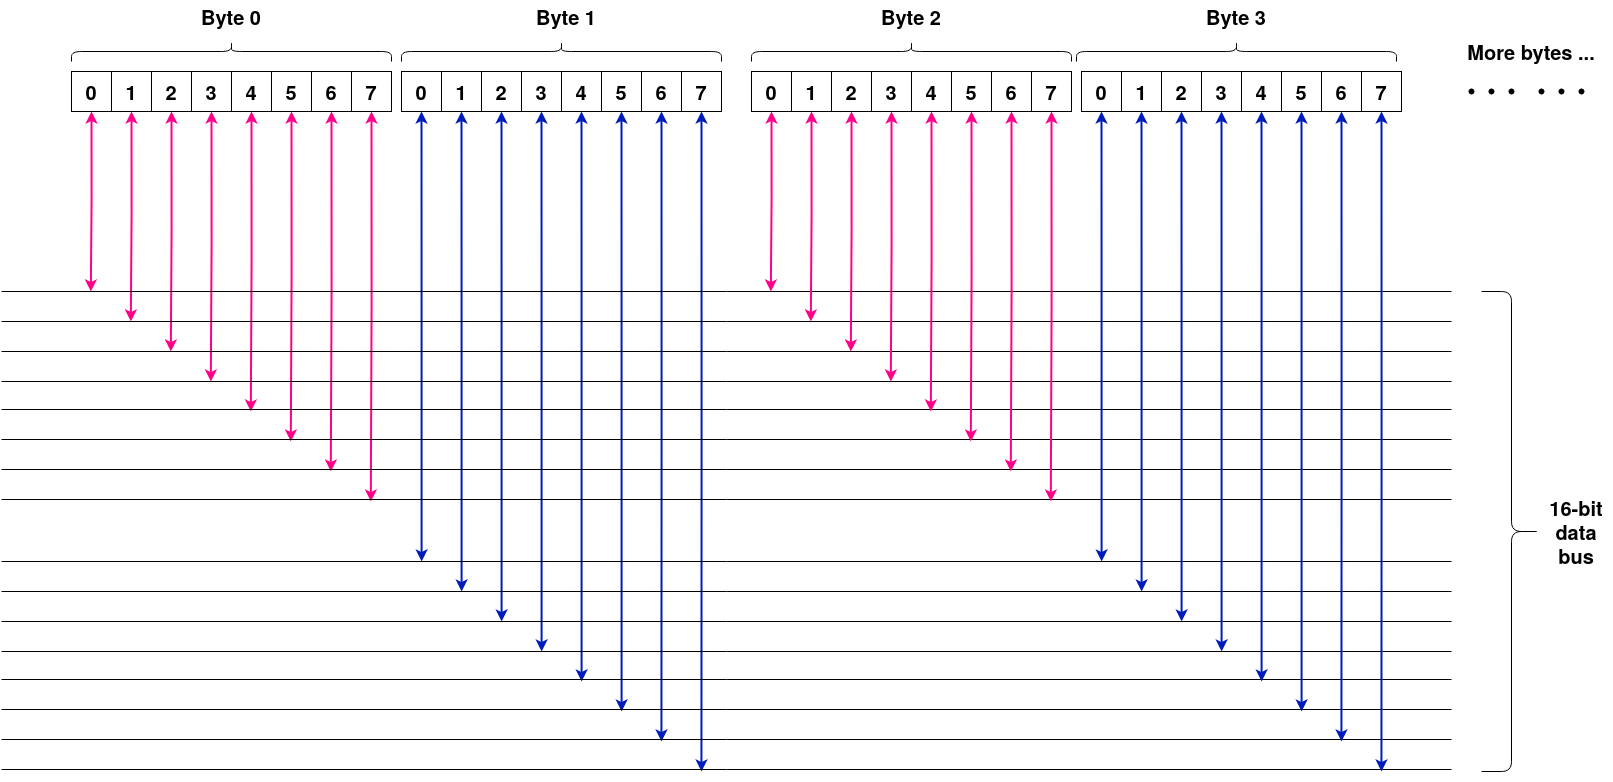 Byte 0 Byte 1 Byte 2 Byte 3
More bytes ...
0 1 2 3 4 5 6 7 0 1 2 3 4 5 6 7 0 1 2 3 4 5 6 7 0 1 2 3 4 5 6 7
16-bit
data
bus